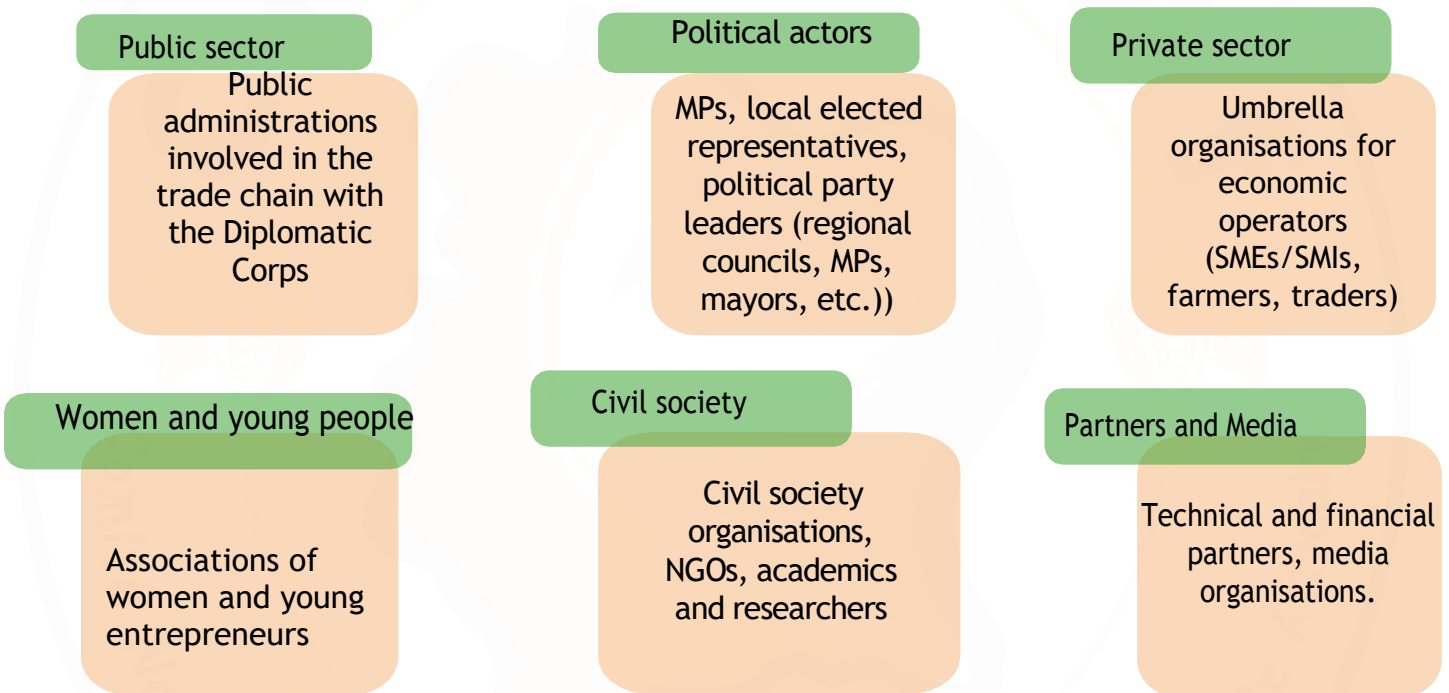 Public sector
Public
administrations
involved in the
trade chain with
the Diplomatic
Corps
Political actors
MPs, local elected
representatives,
political party
leaders (regional
councils, MPs,
mayors, etc.))
Private sector
Umbrella
organisations for
economic
operators
(SMEs/SMIs,
farmers, traders)
Women and young people
Associations of
women and young
entrepreneurs
Civil society
Civil society
organisations,
NGOs, academics
and researchers
Partners and Media
Technical and financial
partners, media
organisations.